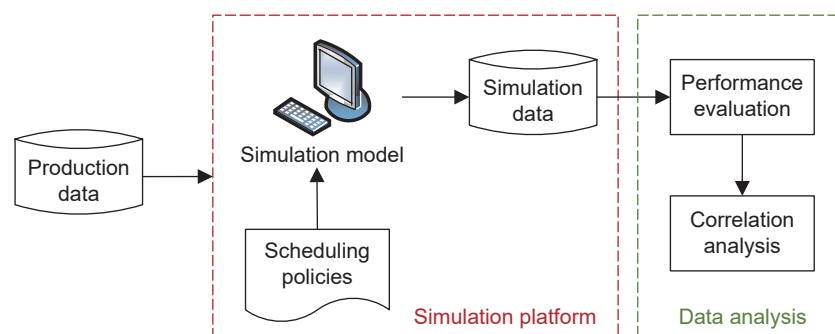 Production
data
Simulation model
Scheduling
policies
Simulation
data
Simulation platform
Performance
evaluation
Correlation
analysis
Data analysis